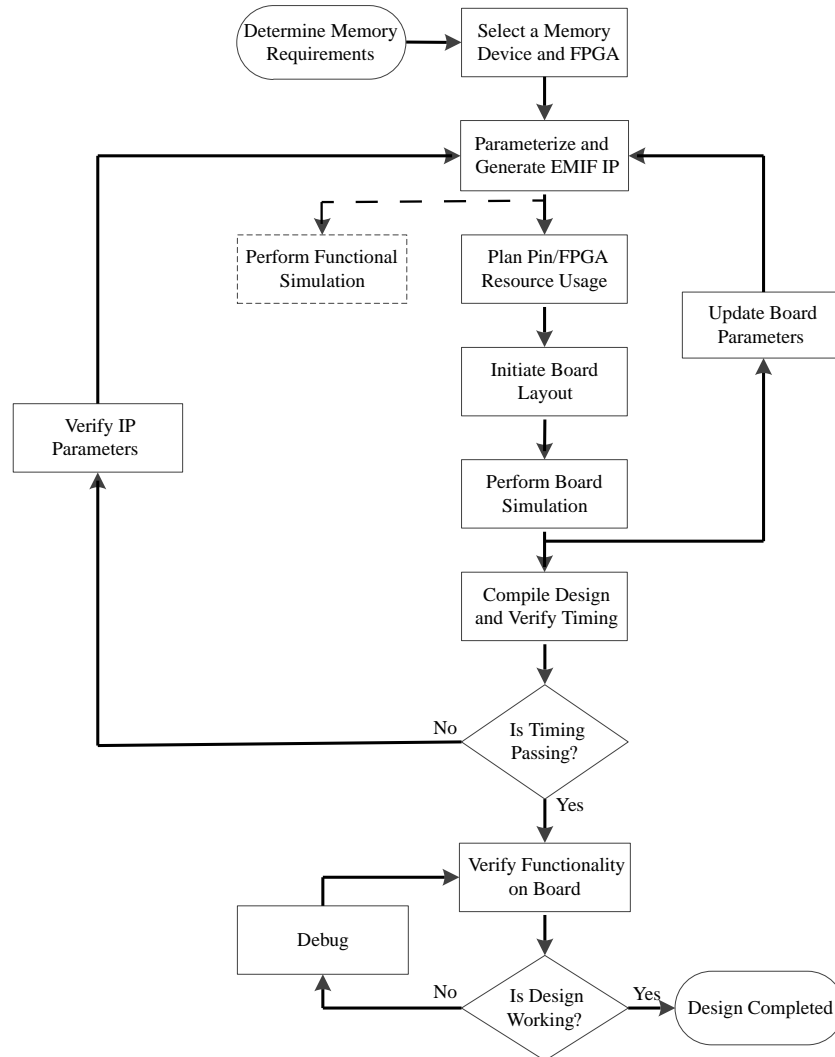 Determine Memory
Requirements
Select a Memory
Device and FPGA
Parameterize and
Generate EMIF IP
Perform Functional
Simulation
Plan Pin/FPGA
Resource Usage
Update Board
Parameters
Initiate Board
Layout
Verify IP
Parameters
Perform Board
Simulation
Compile Design
and Verify Timing
No
Is Timing
Passing?
Yes
Verify Functionality
on Board
Debug
No
Is Design
Working?
Yes
Design Completed